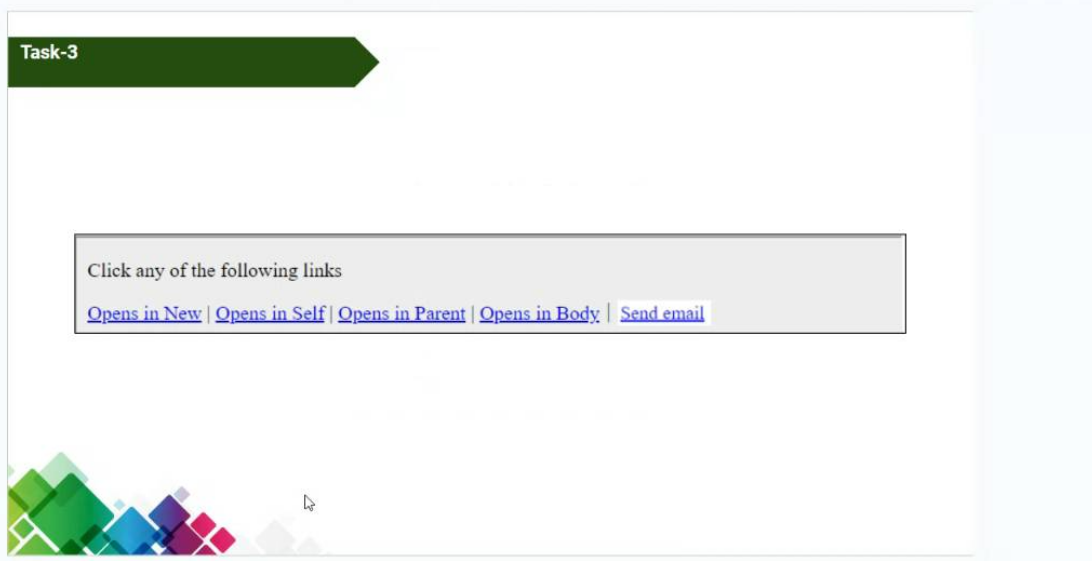 Task-3
Click any of the following links
Opens in New | Opens in Self | Opens in Parent | Opens in Body | Send email